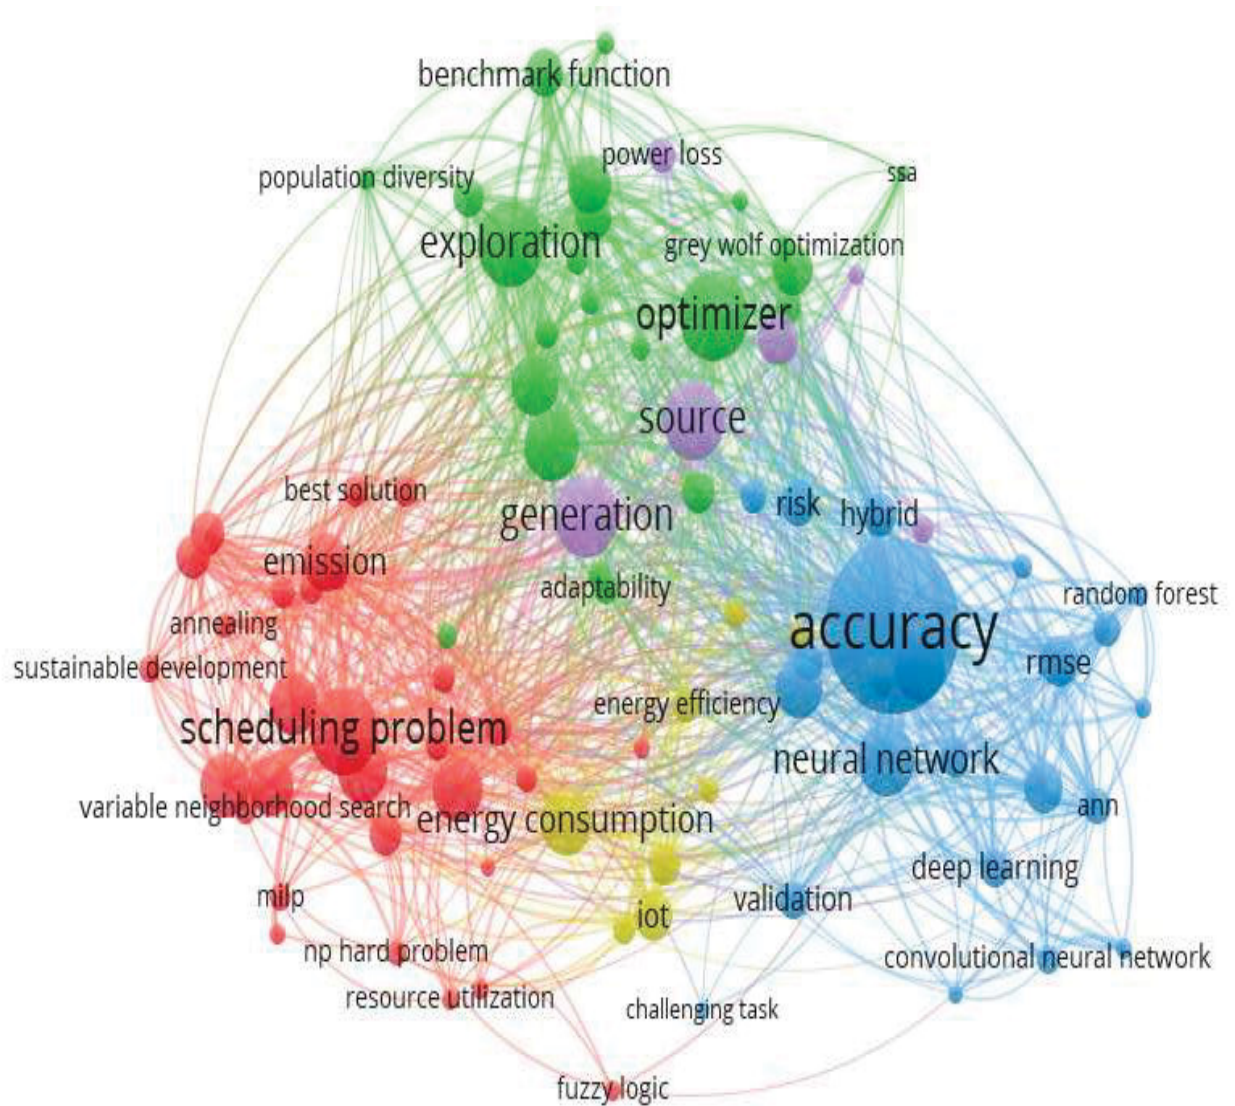 benchmark function
power loss
population diversity
ssa
exploration
grey wolf optimization
optimizer
source
best solution
generation
risk
hybrid
emission
adaptability
random forest
annealing
accuracy
sustainable development
rmse
energy efficiency
scheduling problem
neural network
variable neighborhood search
energy consumption
ann
deep learning
milp
validation
iot
np hard problem
convolutional neural network
resource utilization
challenging task
fuzzy logic